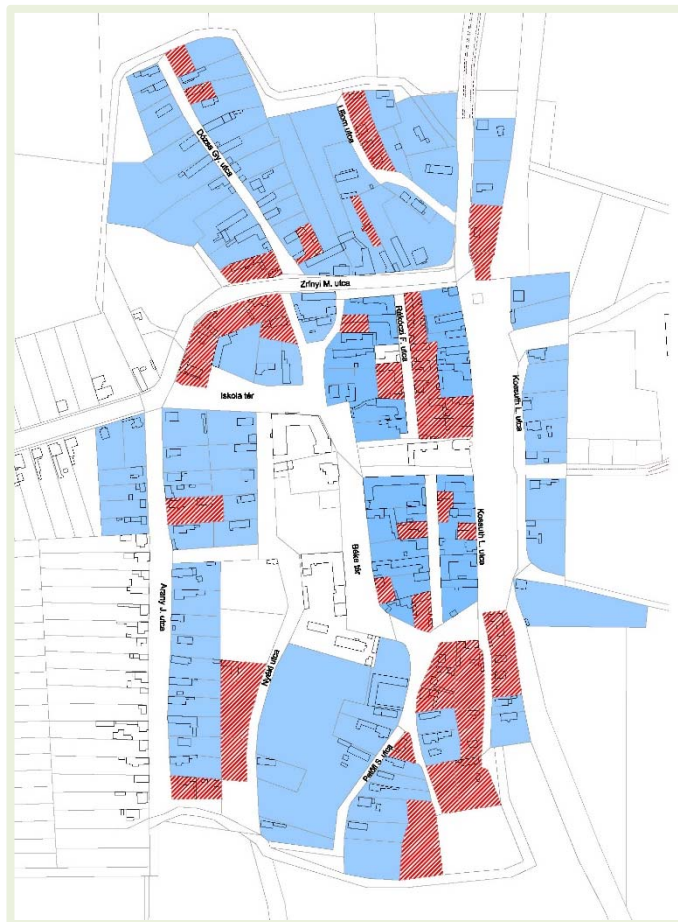 Liliom utca
Dózsa Gy. utca
Zrínyi M. utca
Rákóczi F. utca
Iskola tér
Kossuth L. utca
Kossuth L. utca
Béke tér
Arany J. utca
Nyéki utca
Petőfi S. utca